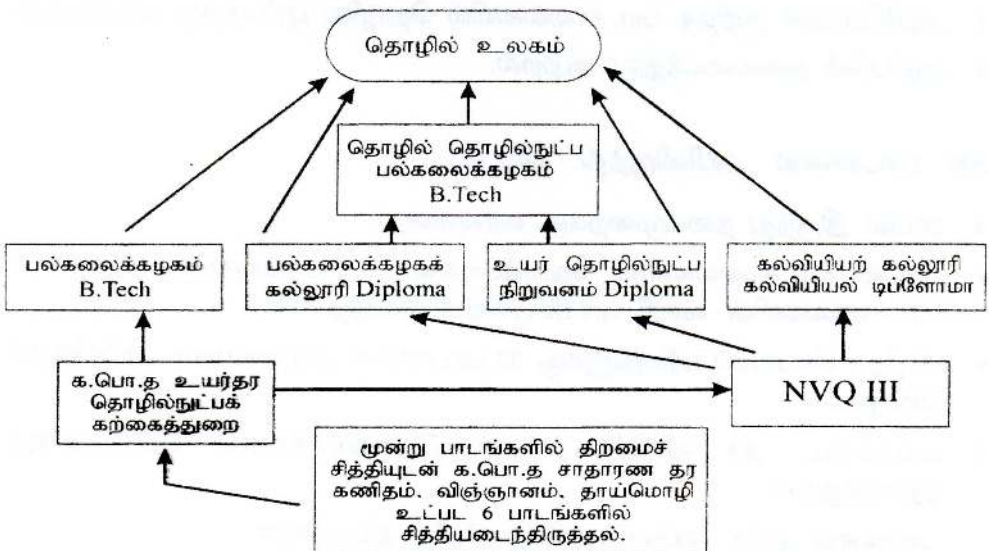 தொழில் உலகம்
தொழில் தொழில்நுட்ப
பல்கலைக்கழகம்
B.Tech
பல்கலைக்கழகம்
B.Tech
பல்கலைக்கழகக்
கல்லூரி Diploma
உயர் தொழில்நுட்ப
நிறுவனம் Diploma
கல்வியியற் கல்லூரி
கல்வியியல் டிப்ளோமா
க.பொ.த உயர்தர
தொழில்நுட்பக்
கற்கைத்துறை
NVQ III
மூன்று பாடங்களில் திறமைச்
சித்தியுடன் க.பொ.த சாதாரண தர
கணிதம், விஞ்ஞானம், தாய்மொழி
உட்பட 6 பாடங்களில்
சித்தியடைந்திருத்தல்.